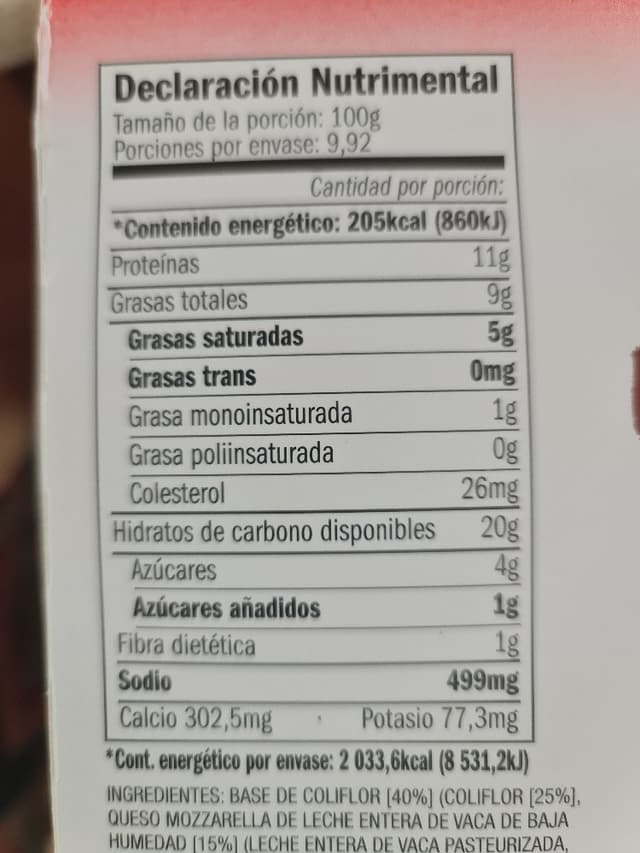 Declaración Nutrimental
Tamaño de la porción: 100g
Porciones por envase: 9,92
Cantidad por porción:
*Contenido energético: 205kcal (860kJ)
Proteínas 11g
Grasas totales 9g
Grasas saturadas 5g
Grasas trans 0mg
Grasa monoinsaturada 1g
Grasa poliinsaturada 0g
Colesterol 26mg
Hidratos de carbono disponibles 20g
Azúcares 4g
Azúcares añadidos 1g
Fibra dietética 1g
Sodio 499mg
Calcio 302,5mg · Potasio 77,3mg
*Cont. energético por envase: 2 033,6kcal (8 531,2kJ)
INGREDIENTES: BASE DE COLIFLOR [40%] (COLIFLOR [25%],
QUESO MOZZARELLA DE LECHE ENTERA DE VACA DE BAJA
HUMEDAD [15%] (LECHE ENTERA DE VACA PASTEURIZADA,